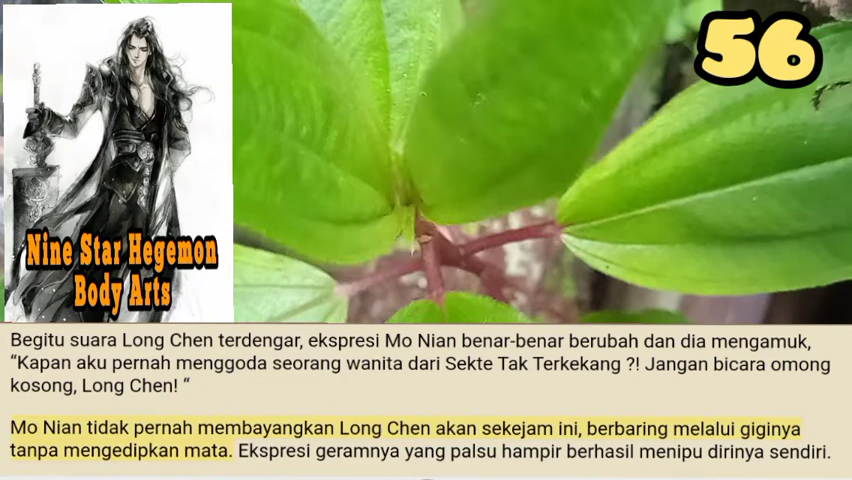 56
Nine Star Hegemon
Body Arts
Begitu suara Long Chen terdengar, ekspresi Mo Nian benar-benar berubah dan dia mengamuk,
“Kapan aku pernah menggoda seorang wanita dari Sekte Tak Terkekang ?! Jangan bicara omong
kosong, Long Chen! “
Mo Nian tidak pernah membayangkan Long Chen akan sekejam ini, berbaring melalui giginya
tanpa mengedipkan mata. Ekspresi geramnya yang palsu hampir berhasil menipu dirinya sendiri.